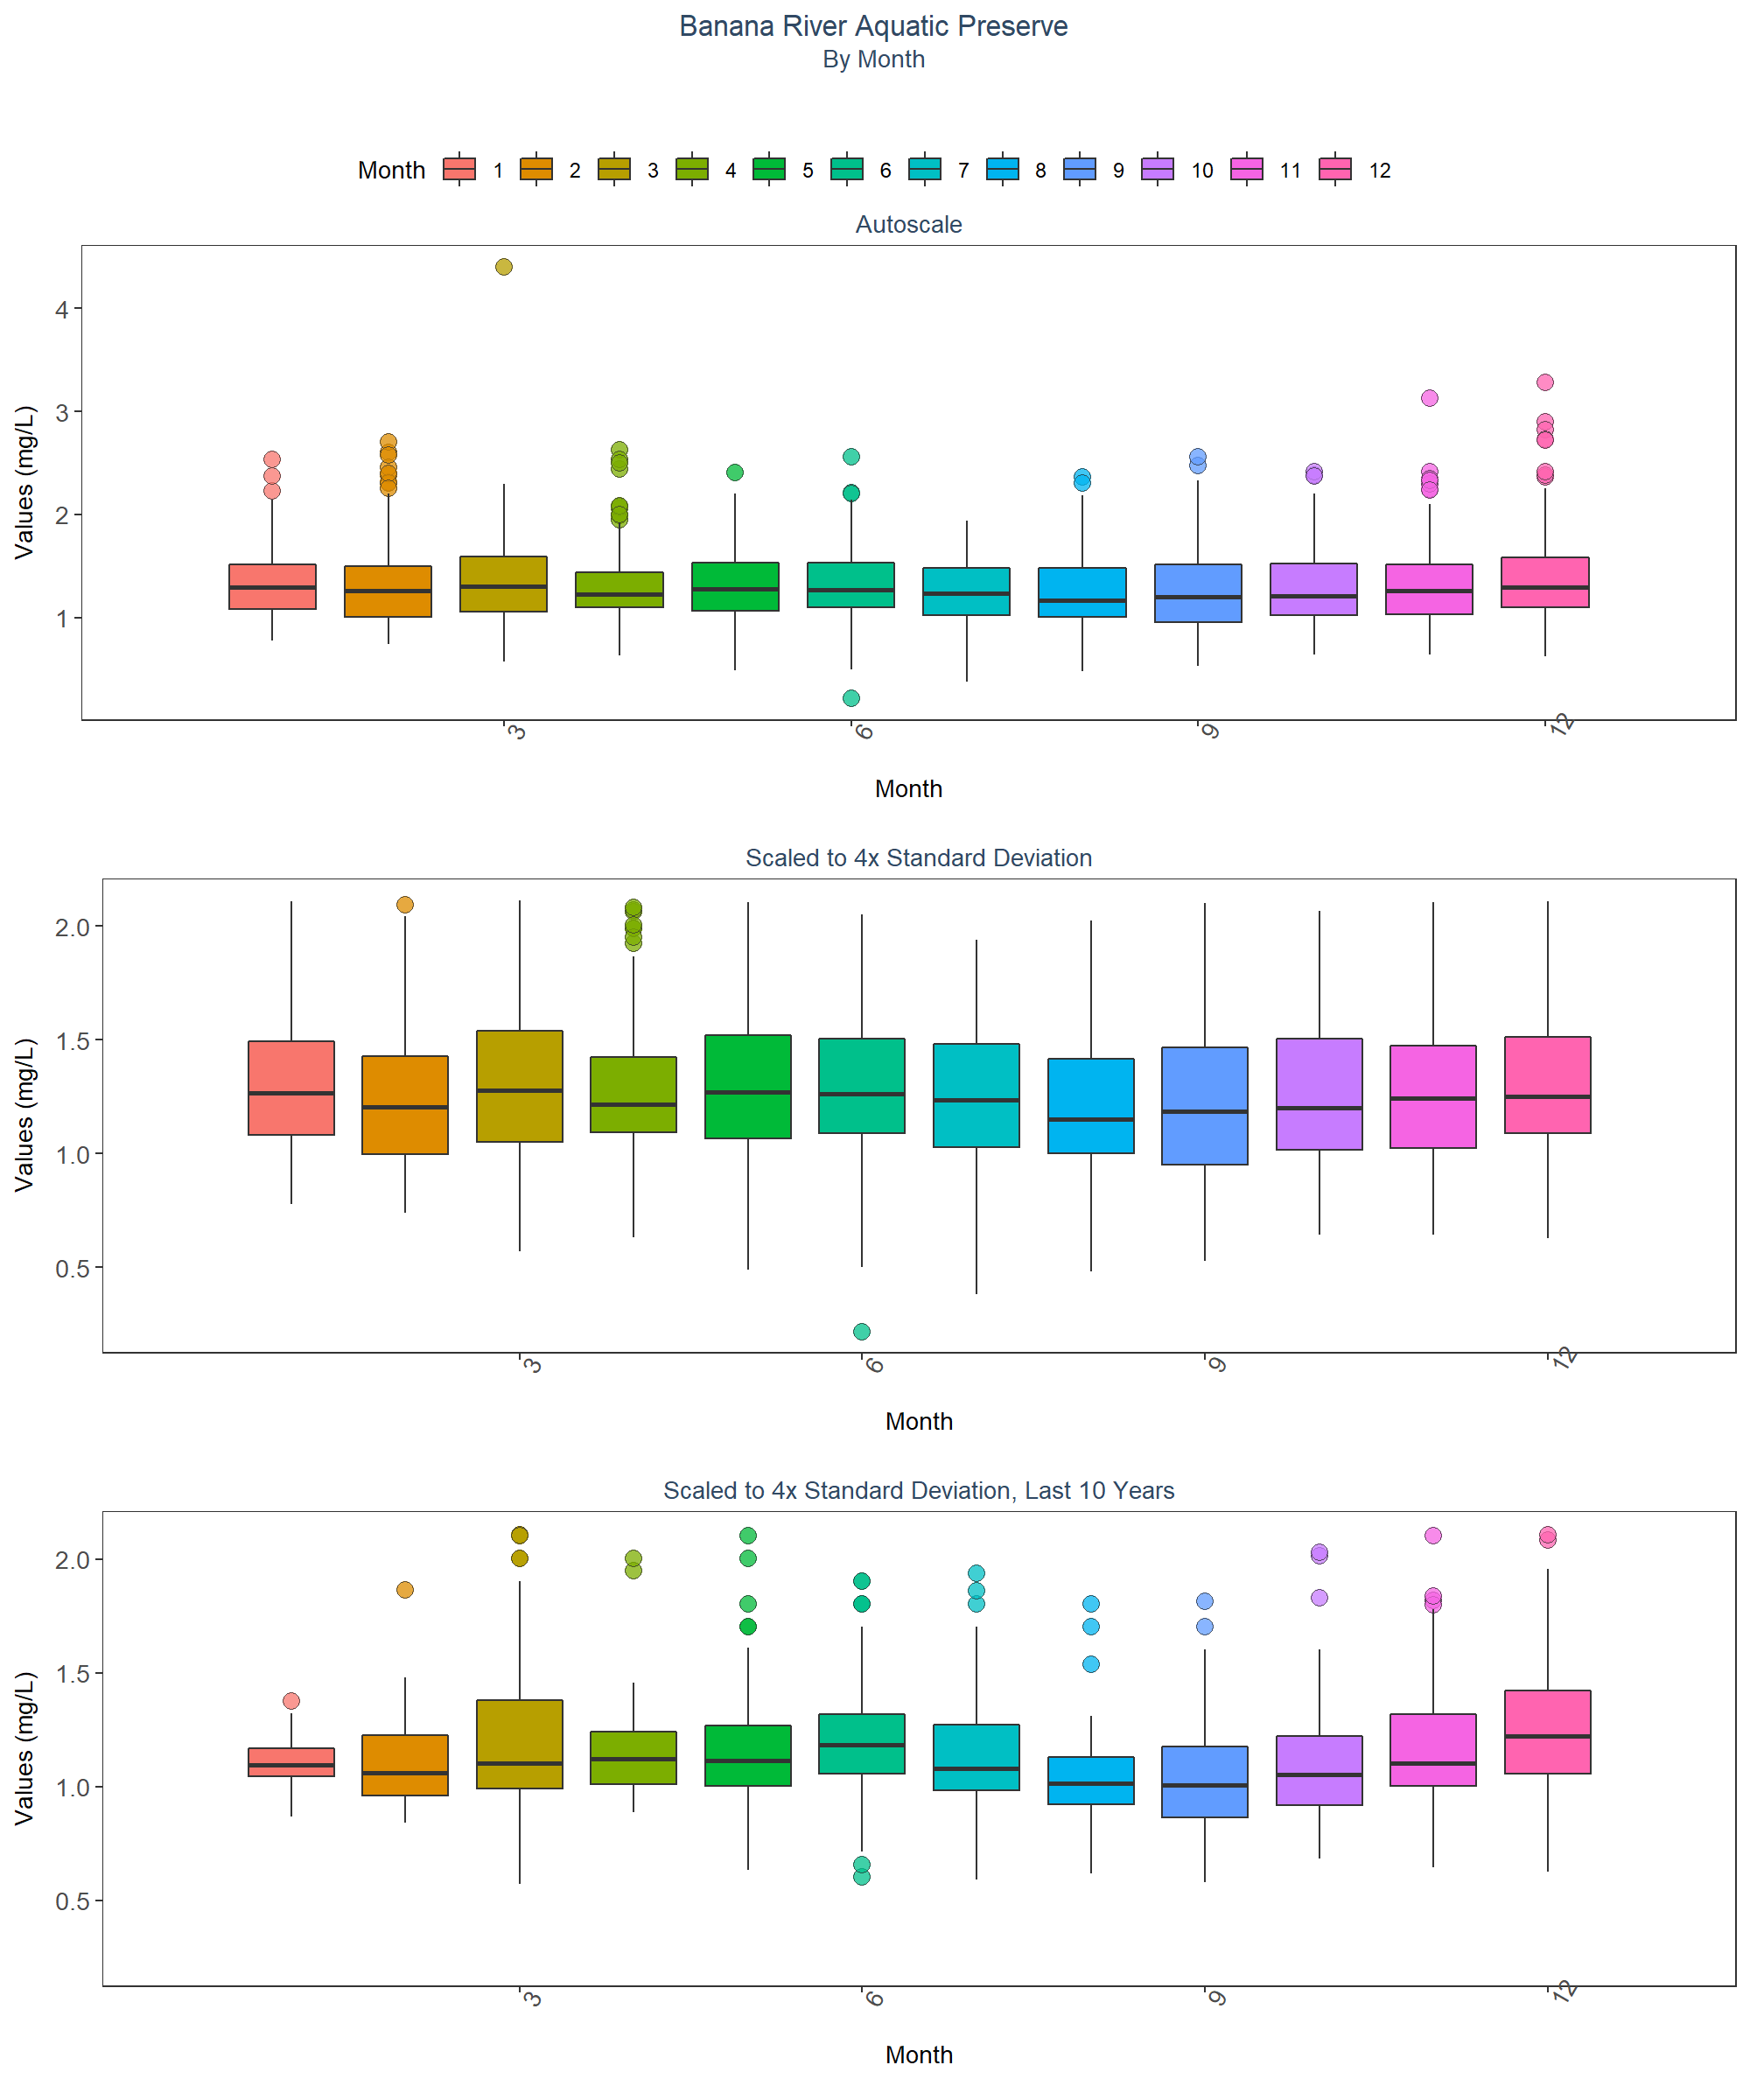 Banana River Aquatic Preserve
By Month
Month 1 2 3 4 5 6 7 8 9 10 11 12
Autoscale
Values (mg/L)
4
3
2
1
3 6 9 12
Month
Scaled to 4x Standard Deviation
Values (mg/L)
2.0
1.5
1.0
0.5
3 6 9 12
Month
Scaled to 4x Standard Deviation, Last 10 Years
Values (mg/L)
2.0
1.5
1.0
0.5
3 6 9 12
Month